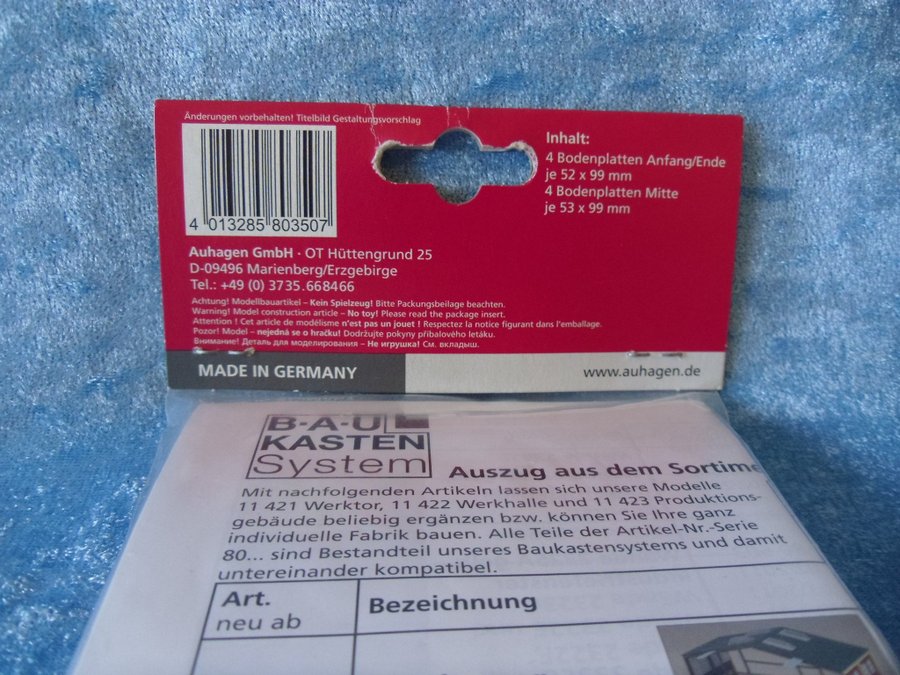 Änderungen vorbehalten! Titelbild Gestaltungsvorschlag
4 013285 803507
Auhagen GmbH · OT Hüttengrund 25
D-09496 Marienberg/Erzgebirge
Tel.: +49 (0) 3735.668466
Achtung! Modellbauartikel – Kein Spielzeug! Bitte Packungsbeilage beachten.
Warning! Model construction article – No toy! Please read the package insert.
Attention ! Cet article de modélisme n'est pas un jouet ! Respectez la notice figurant dans l'emballage.
Pozor! Model – nejedná se o hračku! Dodržujte pokyny přibalového letáku.
Внимание! Деталь для моделирования – Не игрушка! См. вкладыш.
Inhalt:
4 Bodenplatten Anfang/Ende
je 52 x 99 mm
4 Bodenplatten Mitte
je 53 x 99 mm
MADE IN GERMANY
www.auhagen.de
B-A-U
KASTEN
System
Auszug aus dem Sortime
Mit nachfolgenden Artikeln lassen sich unsere Modelle
11 421 Werktor, 11 422 Werkhalle und 11 423 Produktions-
gebäude beliebig ergänzen bzw. können Sie Ihre ganz
individuelle Fabrik bauen. Alle Teile der Artikel-Nr.-Serie
80... sind Bestandteil unseres Baukastensystems und damit
untereinander kompatibel.
Art.
neu ab
Bezeichnung